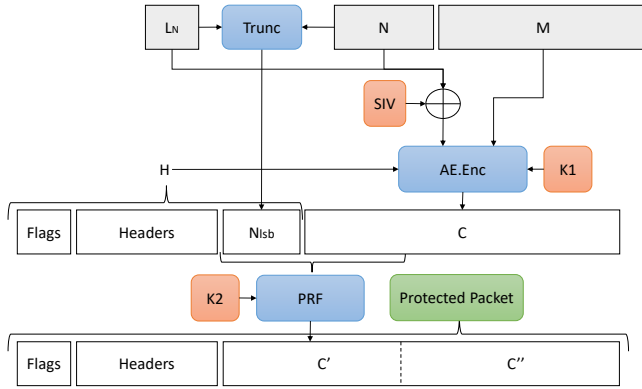 LN Trunc N M
SIV
H AE.Enc K1
Flags Headers Nlsb C
K2 PRF Protected Packet
Flags Headers C' C''